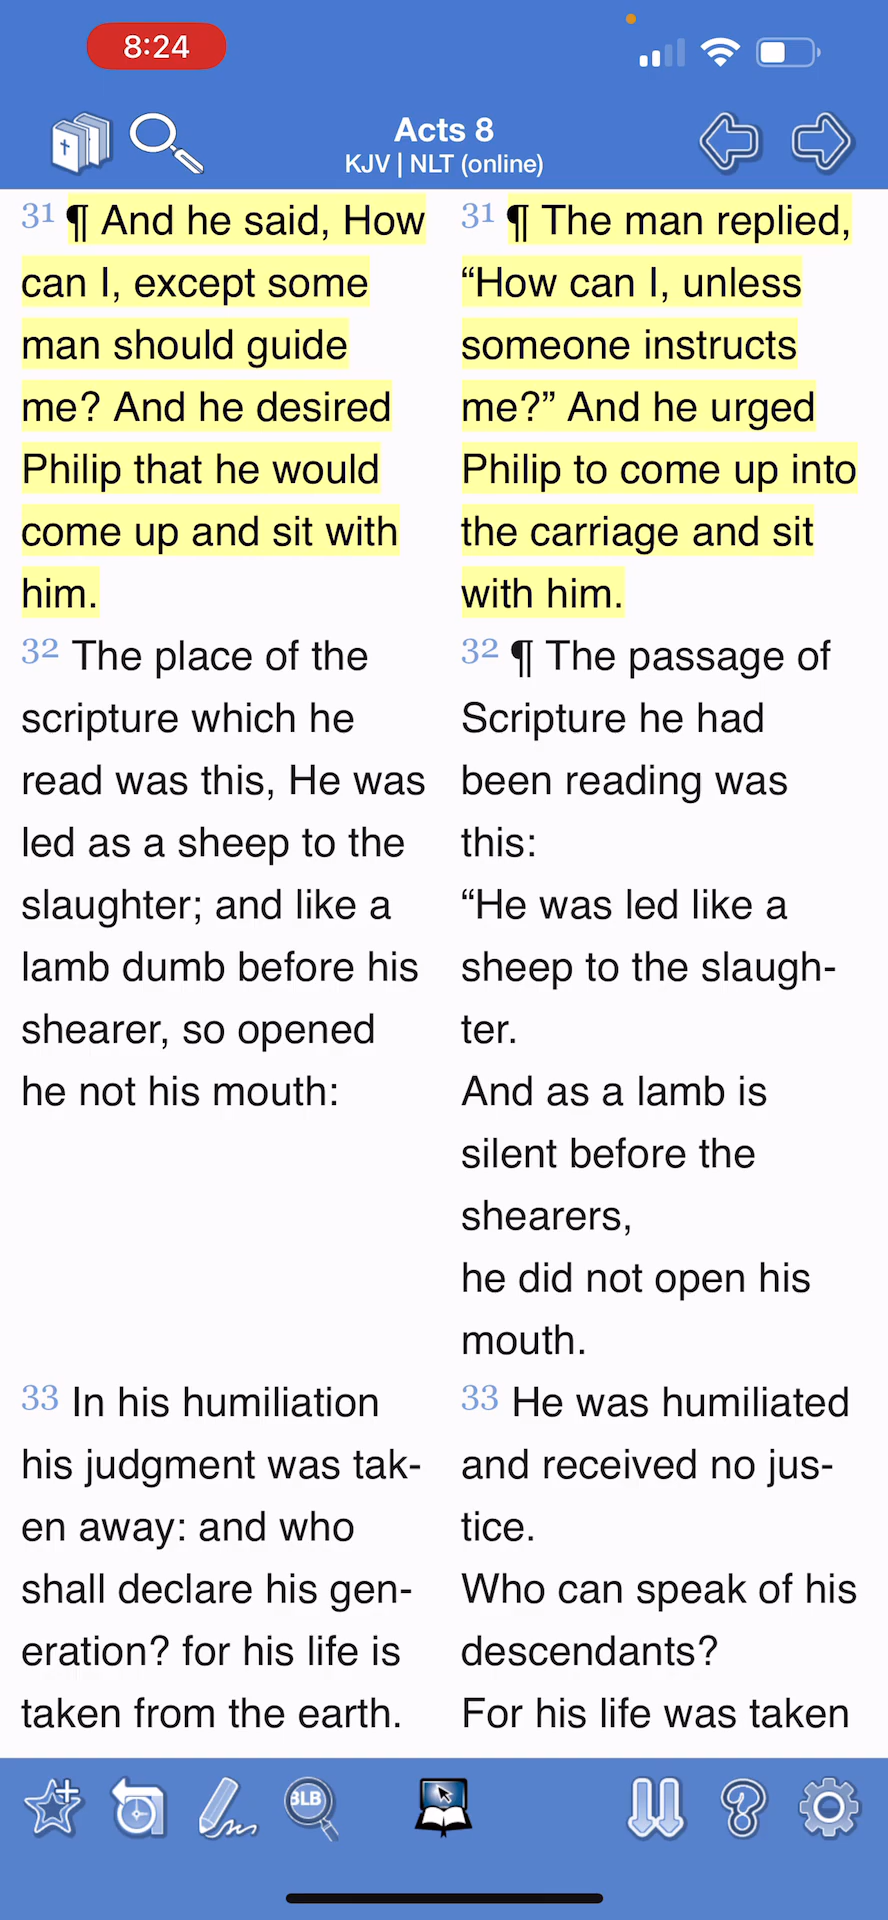 8:24
Acts 8
KJV | NLT (online)
31 ¶ And he said, How
can I, except some
man should guide
me? And he desired
Philip that he would
come up and sit with
him.
32 The place of the
scripture which he
read was this, He was
led as a sheep to the
slaughter; and like a
lamb dumb before his
shearer, so opened
he not his mouth:
33 In his humiliation
his judgment was tak-
en away: and who
shall declare his gen-
eration? for his life is
taken from the earth.
31 ¶ The man replied,
“How can I, unless
someone instructs
me?” And he urged
Philip to come up into
the carriage and sit
with him.
32 ¶ The passage of
Scripture he had
been reading was
this:
“He was led like a
sheep to the slaugh-
ter.
And as a lamb is
silent before the
shearers,
he did not open his
mouth.
33 He was humiliated
and received no jus-
tice.
Who can speak of his
descendants?
For his life was taken
BLB